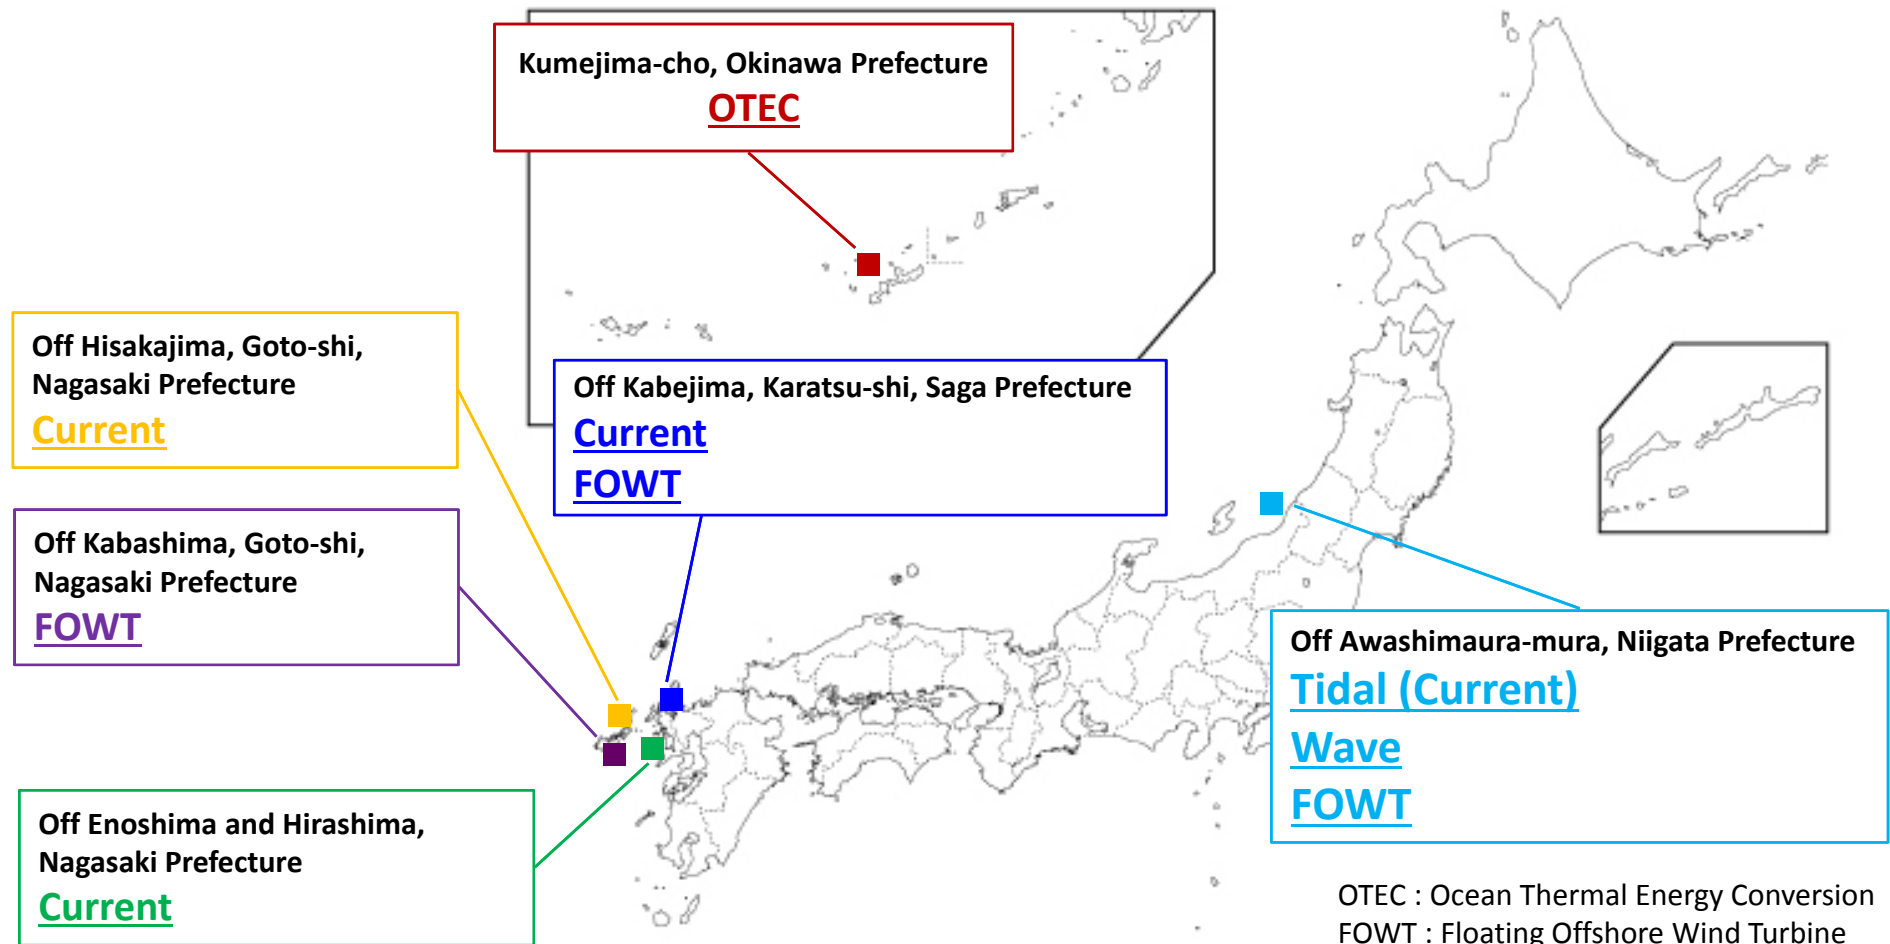 Kumejima-cho, Okinawa Prefecture
OTEC
Off Hisakajima, Goto-shi,
Nagasaki Prefecture
Current
Off Kabejima, Karatsu-shi, Saga Prefecture
Current
FOWT
Off Kabashima, Goto-shi,
Nagasaki Prefecture
FOWT
Off Awashimaura-mura, Niigata Prefecture
Tidal (Current)
Wave
FOWT
Off Enoshima and Hirashima,
Nagasaki Prefecture
Current
OTEC : Ocean Thermal Energy Conversion
FOWT : Floating Offshore Wind Turbine